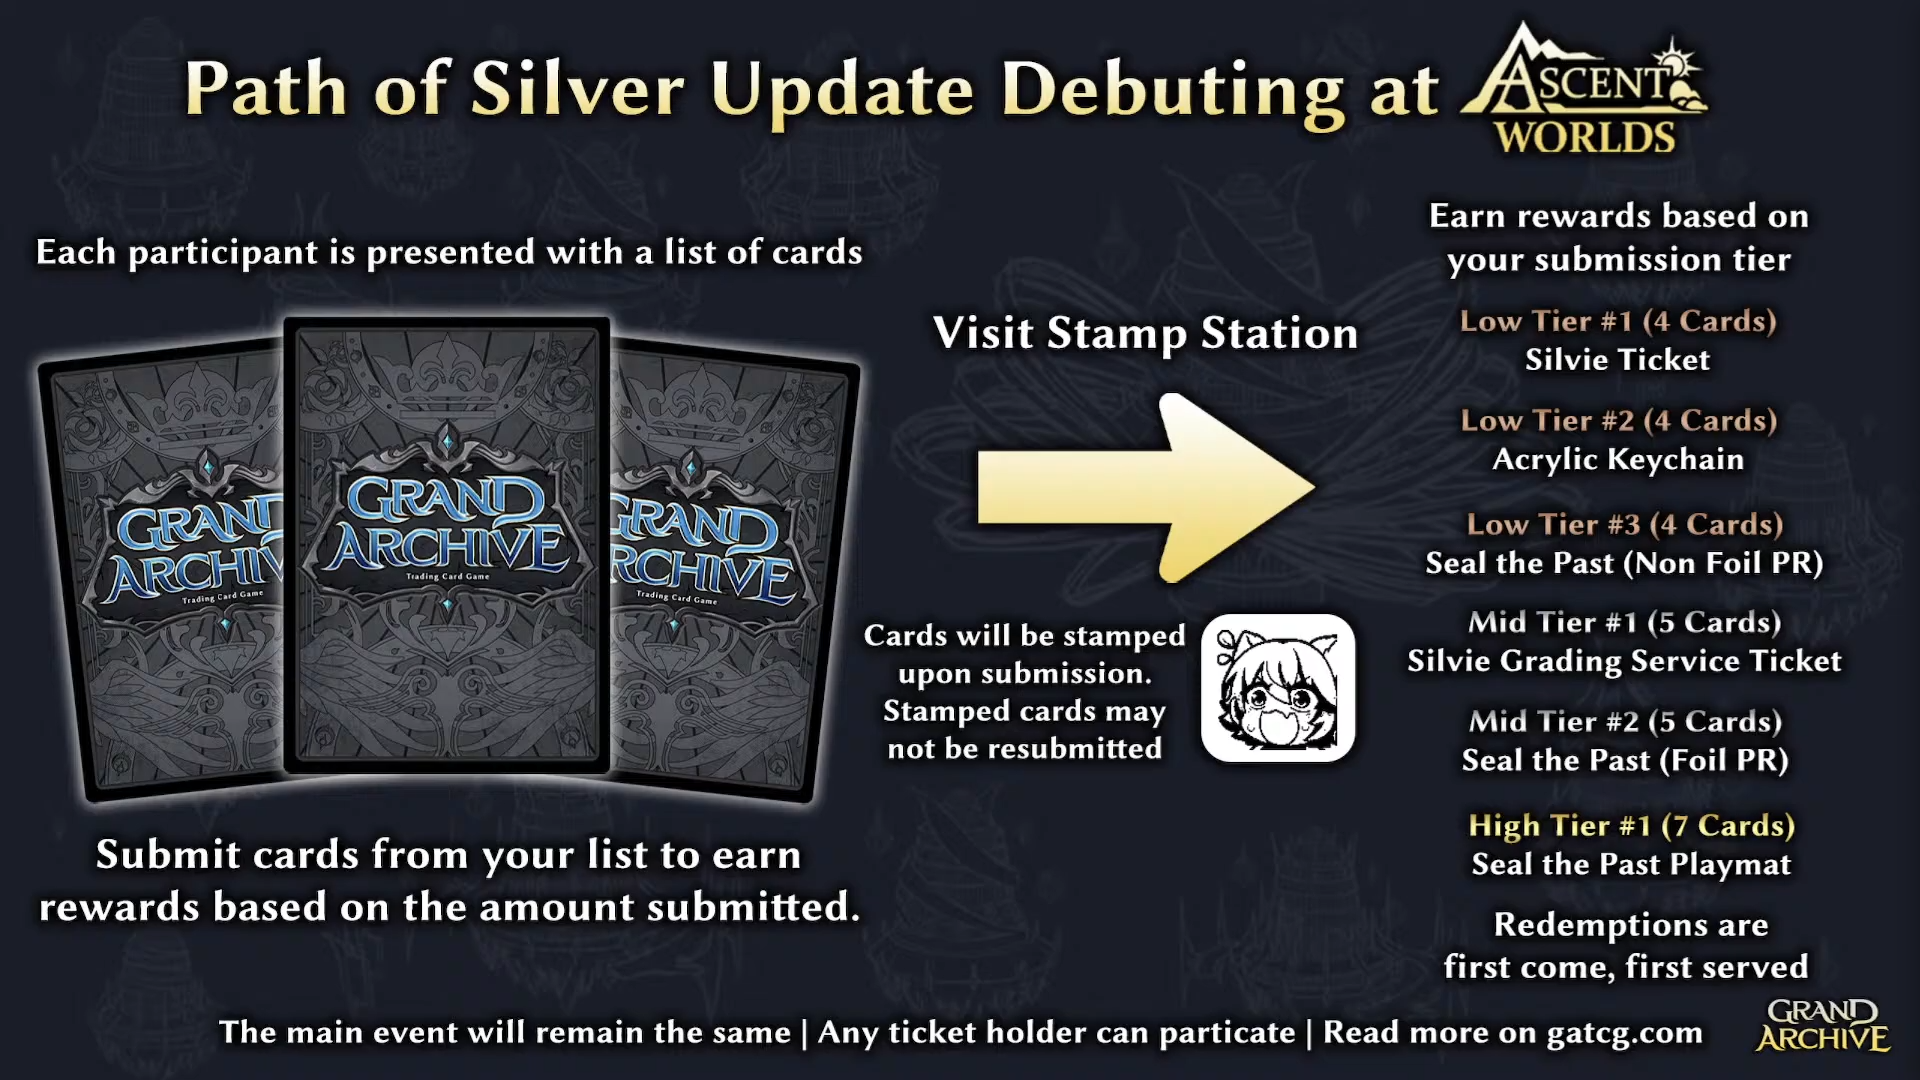 Path of Silver Update Debuting at
ASCENT
WORLDS
Each participant is presented with a list of cards
GRAND
ARCHIVE
Trading Card Game
GRAND
ARCHIVE
Trading Card Game
GRAND
ARCHIVE
Trading Card Game
Submit cards from your list to earn
rewards based on the amount submitted.
Visit Stamp Station
Cards will be stamped
upon submission.
Stamped cards may
not be resubmitted
Earn rewards based on
your submission tier
Low Tier #1 (4 Cards)
Silvie Ticket
Low Tier #2 (4 Cards)
Acrylic Keychain
Low Tier #3 (4 Cards)
Seal the Past (Non Foil PR)
Mid Tier #1 (5 Cards)
Silvie Grading Service Ticket
Mid Tier #2 (5 Cards)
Seal the Past (Foil PR)
High Tier #1 (7 Cards)
Seal the Past Playmat
Redemptions are
first come, first served
The main event will remain the same | Any ticket holder can particate | Read more on gatcg.com
GRAND
ARCHIVE